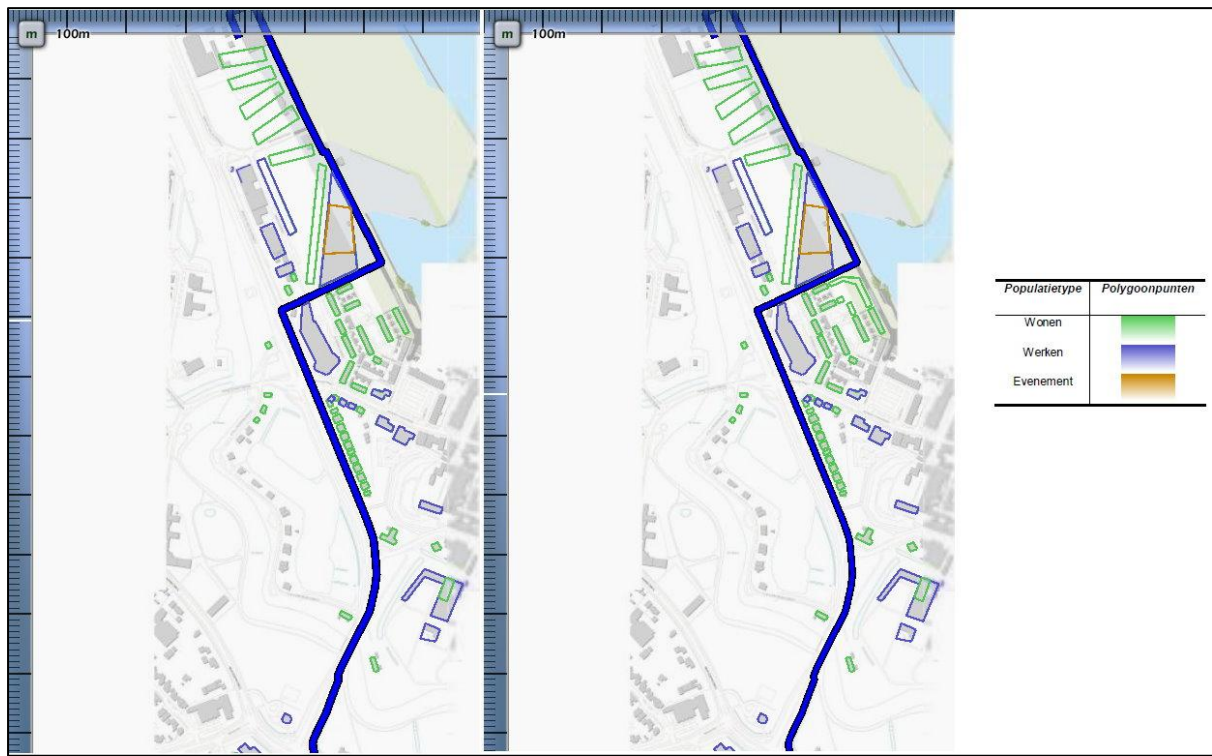 m 100m
m 100m
Populatietype Polygoonpunten
Wonen
Werken
Evenement